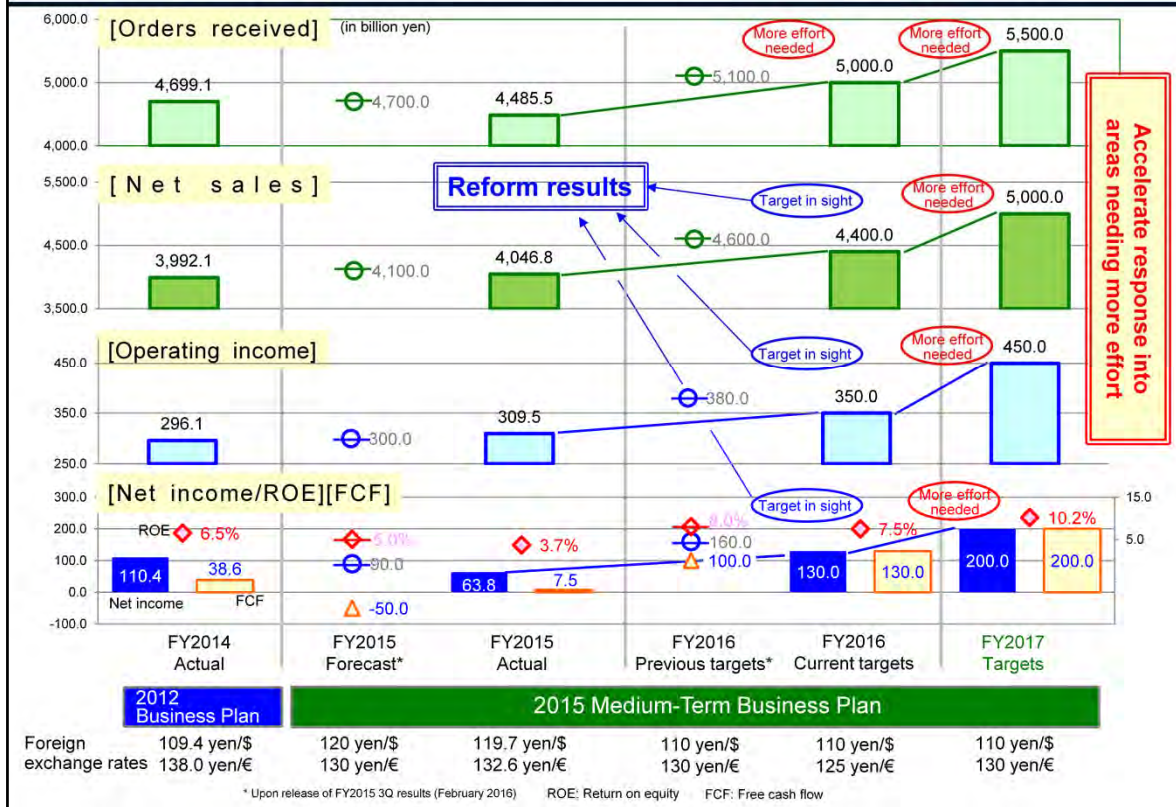 6,000.0
[Orders received] (in billion yen)
More effort needed
More effort needed
5,500.0
4,699.1
4,700.0
4,485.5
5,100.0
5,000.0
5,000.0
4,000.0
Accelerate response into
areas needing more effort
5,500.0
[Net sales]
Reform results
Target in sight
More effort needed
5,000.0
4,500.0
3,992.1
4,100.0
4,046.8
4,600.0
4,400.0
3,500.0
[Operating income]
Target in sight
More effort needed
450.0
450.0
350.0
296.1
300.0
309.5
380.0
350.0
250.0
[Net income/ROE][FCF]
Target in sight
More effort needed
300.0
15.0
200.0
ROE
6.5%
5.0%
3.7%
8.0%
7.5%
10.2%
5.0
100.0
110.4
38.6
90.0
63.8
7.5
160.0
100.0
130.0
130.0
200.0
200.0
0.0
Net income
FCF
-50.0
-100.0
FY2014
Actual
FY2015
Forecast*
FY2015
Actual
FY2016
Previous targets*
FY2016
Current targets
FY2017
Targets
2012
Business Plan
2015 Medium-Term Business Plan
Foreign
exchange rates
109.4 yen/$ 120 yen/$ 119.7 yen/$ 110 yen/$ 110 yen/$ 110 yen/$
138.0 yen/€ 130 yen/€ 132.6 yen/€ 130 yen/€ 125 yen/€ 130 yen/€
* Upon release of FY2015 3Q results (February 2016) ROE: Return on equity FCF: Free cash flow